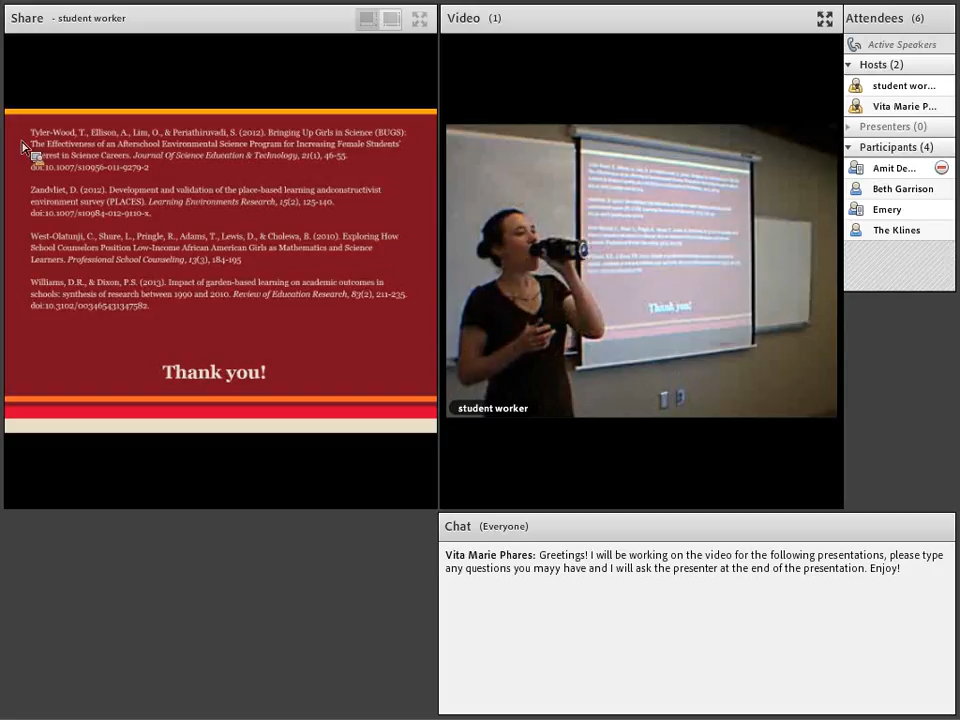 Share - student worker
Video (1)
Attendees (6)
Active Speakers
Hosts (2)
student wor...
Vita Marie P...
Presenters (0)
Participants (4)
Amit De...
Beth Garrison
Emery
The Klines
Tyler-Wood, T., Ellison, A., Lim, O., & Periathiruvadi, S. (2012). Bringing Up Girls in Science (BUGS):
The Effectiveness of an Afterschool Environmental Science Program for Increasing Female Students'
erest in Science Careers. Journal Of Science Education & Technology, 21(1), 46-55.
doi:10.1007/s10956-011-9279-2
Zandvliet, D. (2012). Development and validation of the place-based learning andconstructivist
environment survey (PLACES). Learning Environments Research, 15(2), 125-140.
doi:10.1007/s10984-012-9110-x.
West-Olatunji, C., Shure, L., Pringle, R., Adams, T., Lewis, D., & Cholewa, B. (2010). Exploring How
School Counselors Position Low-Income African American Girls as Mathematics and Science
Learners. Professional School Counseling, 13(3), 184-195
Williams, D.R., & Dixon, P.S. (2013). Impact of garden-based learning on academic outcomes in
schools: synthesis of research between 1990 and 2010. Review of Education Research, 83(2), 211-235.
doi:10.3102/0034654313475824.
Thank you!
Thank you!
student worker
Chat (Everyone)
Vita Marie Phares: Greetings! I will be working on the video for the following presentations, please type
any questions you mayy have and I will ask the presenter at the end of the presentation. Enjoy!